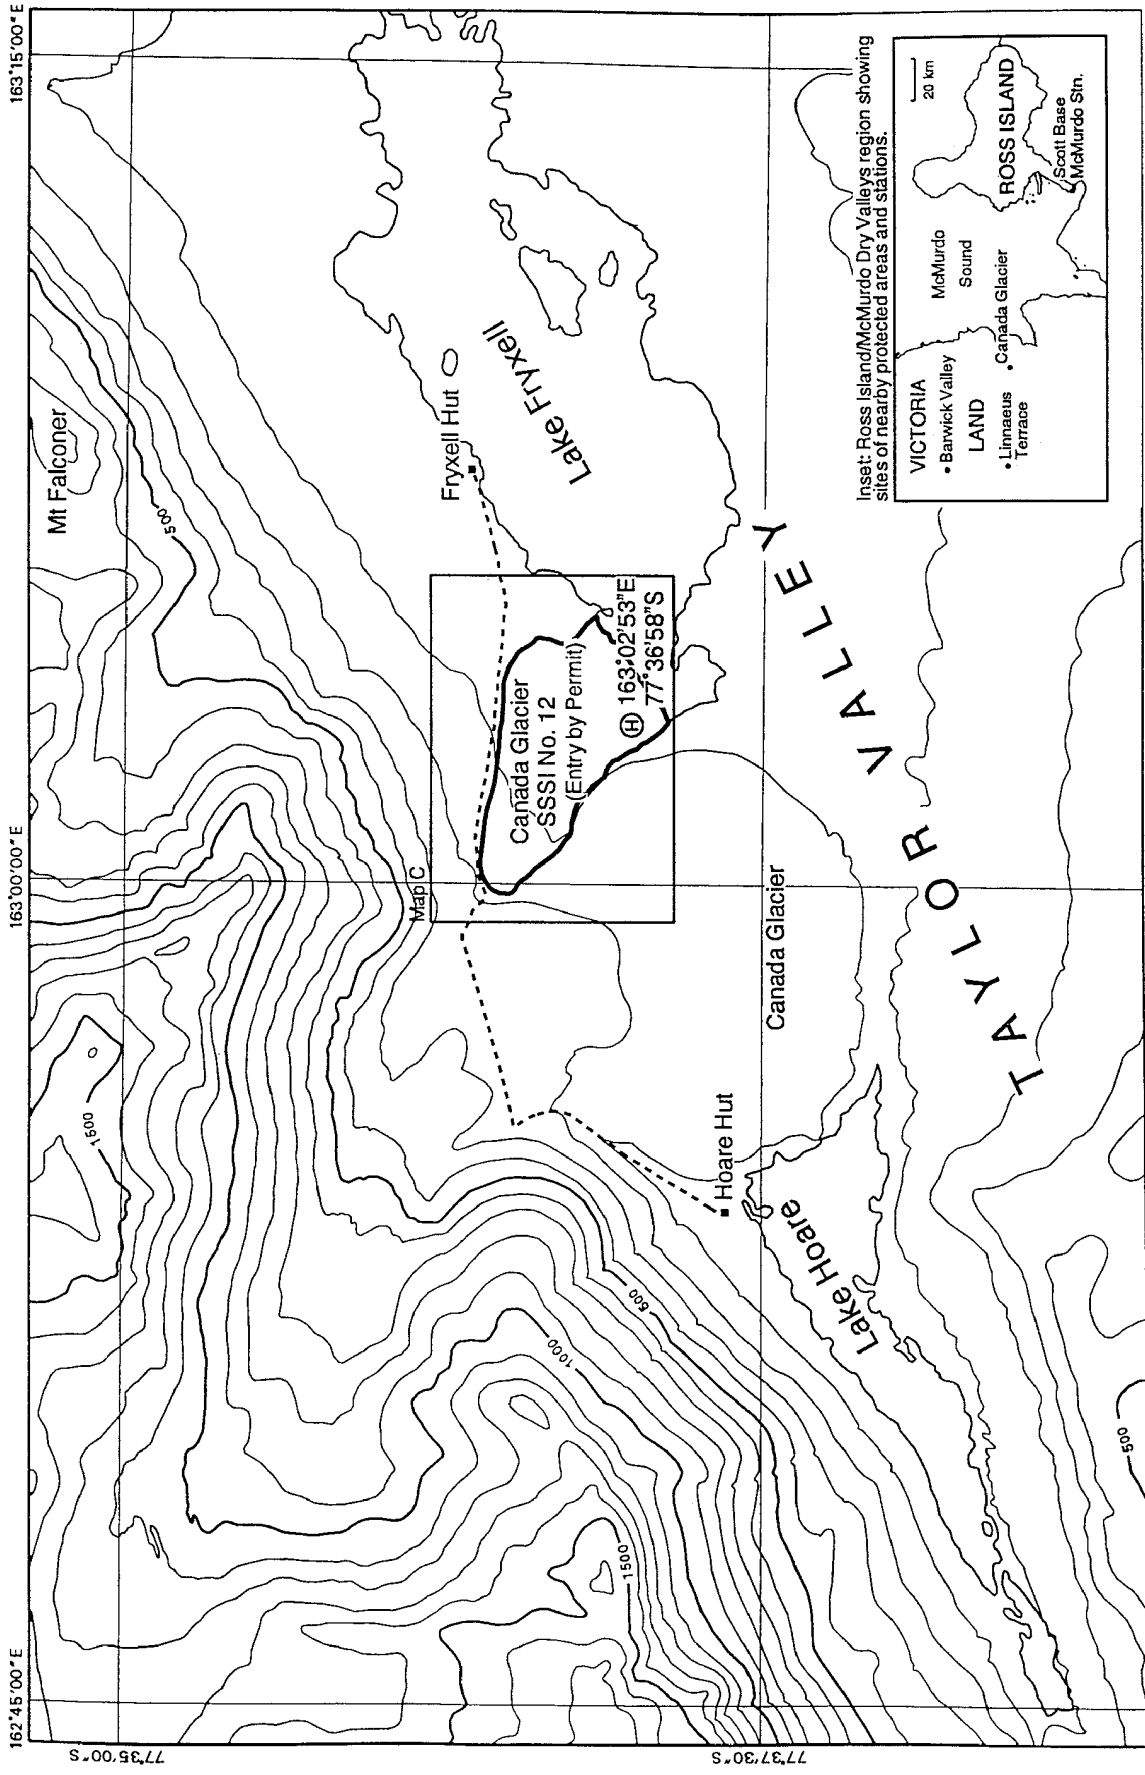 162°45'00"E
163°00'00"E
163°15'00"E
77°35'00"S
77°37'30"S
Mt Falconer
500
1500
Map C
Fryxell Hut
Lake Fryxell
Canada Glacier
SSSI No. 12
(Entry by Permit)
H 163°02'53"E
77°36'58"S
Hoare Hut
Canada Glacier
Lake Hoare
TAYLOR VALLEY
500
1000
1500
500
Inset: Ross Island/McMurdo Dry Valleys region showing
sites of nearby protected areas and stations.
VICTORIA
Barwick Valley
LAND
Linnaeus
Terrace
McMurdo
Sound
Canada Glacier
ROSS ISLAND
Scott Base
McMurdo Stn.
20 km